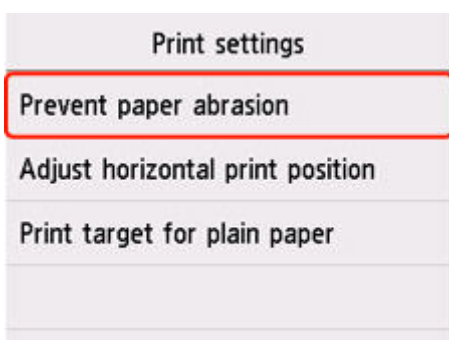 Print settings
Prevent paper abrasion
Adjust horizontal print position
Print target for plain paper